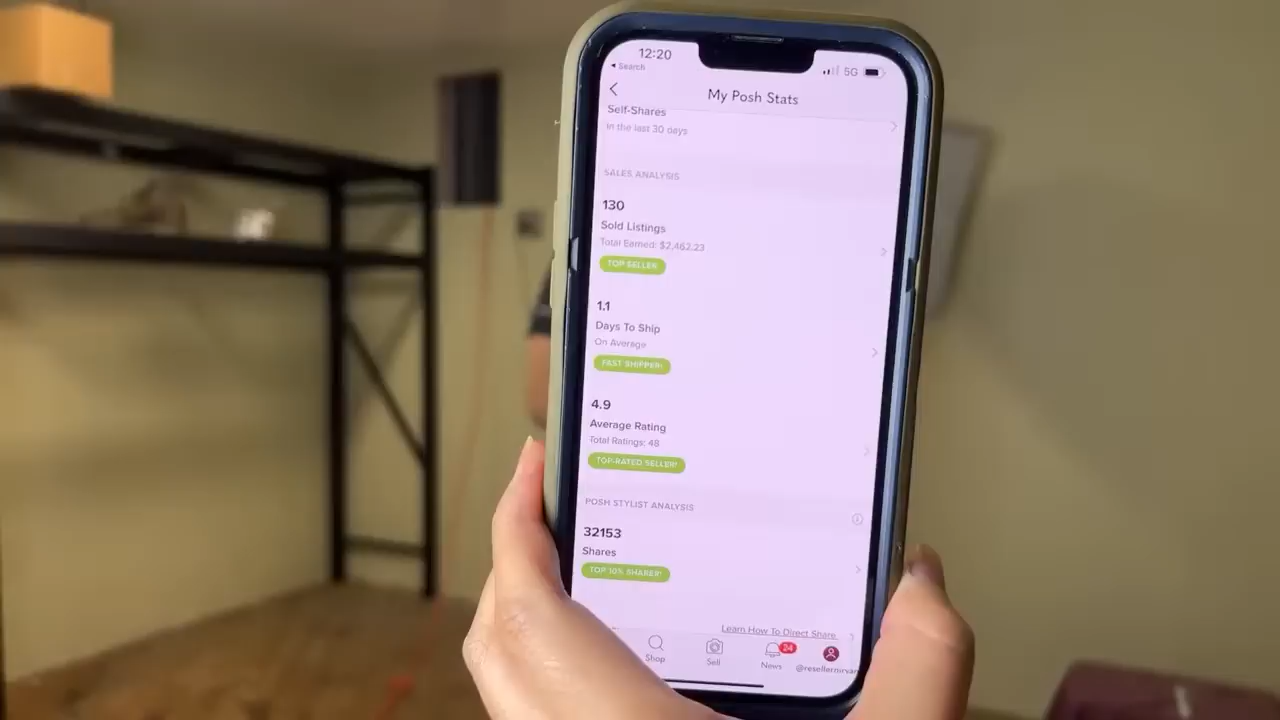 12:20
5G
Search
My Posh Stats
Self-Shares
In the last 30 days
SALES ANALYSIS
130
Sold Listings
Total Earned: $2,462.23
TOP SELLER
1.1
Days To Ship
On Average
FAST SHIPPER!
4.9
Average Rating
Total Ratings: 48
TOP-RATED SELLER!
POSH STYLIST ANALYSIS
32153
Shares
TOP 10% SHARER!
Learn How To Direct Share
Shop
Sell
News
24
@resellernirvan